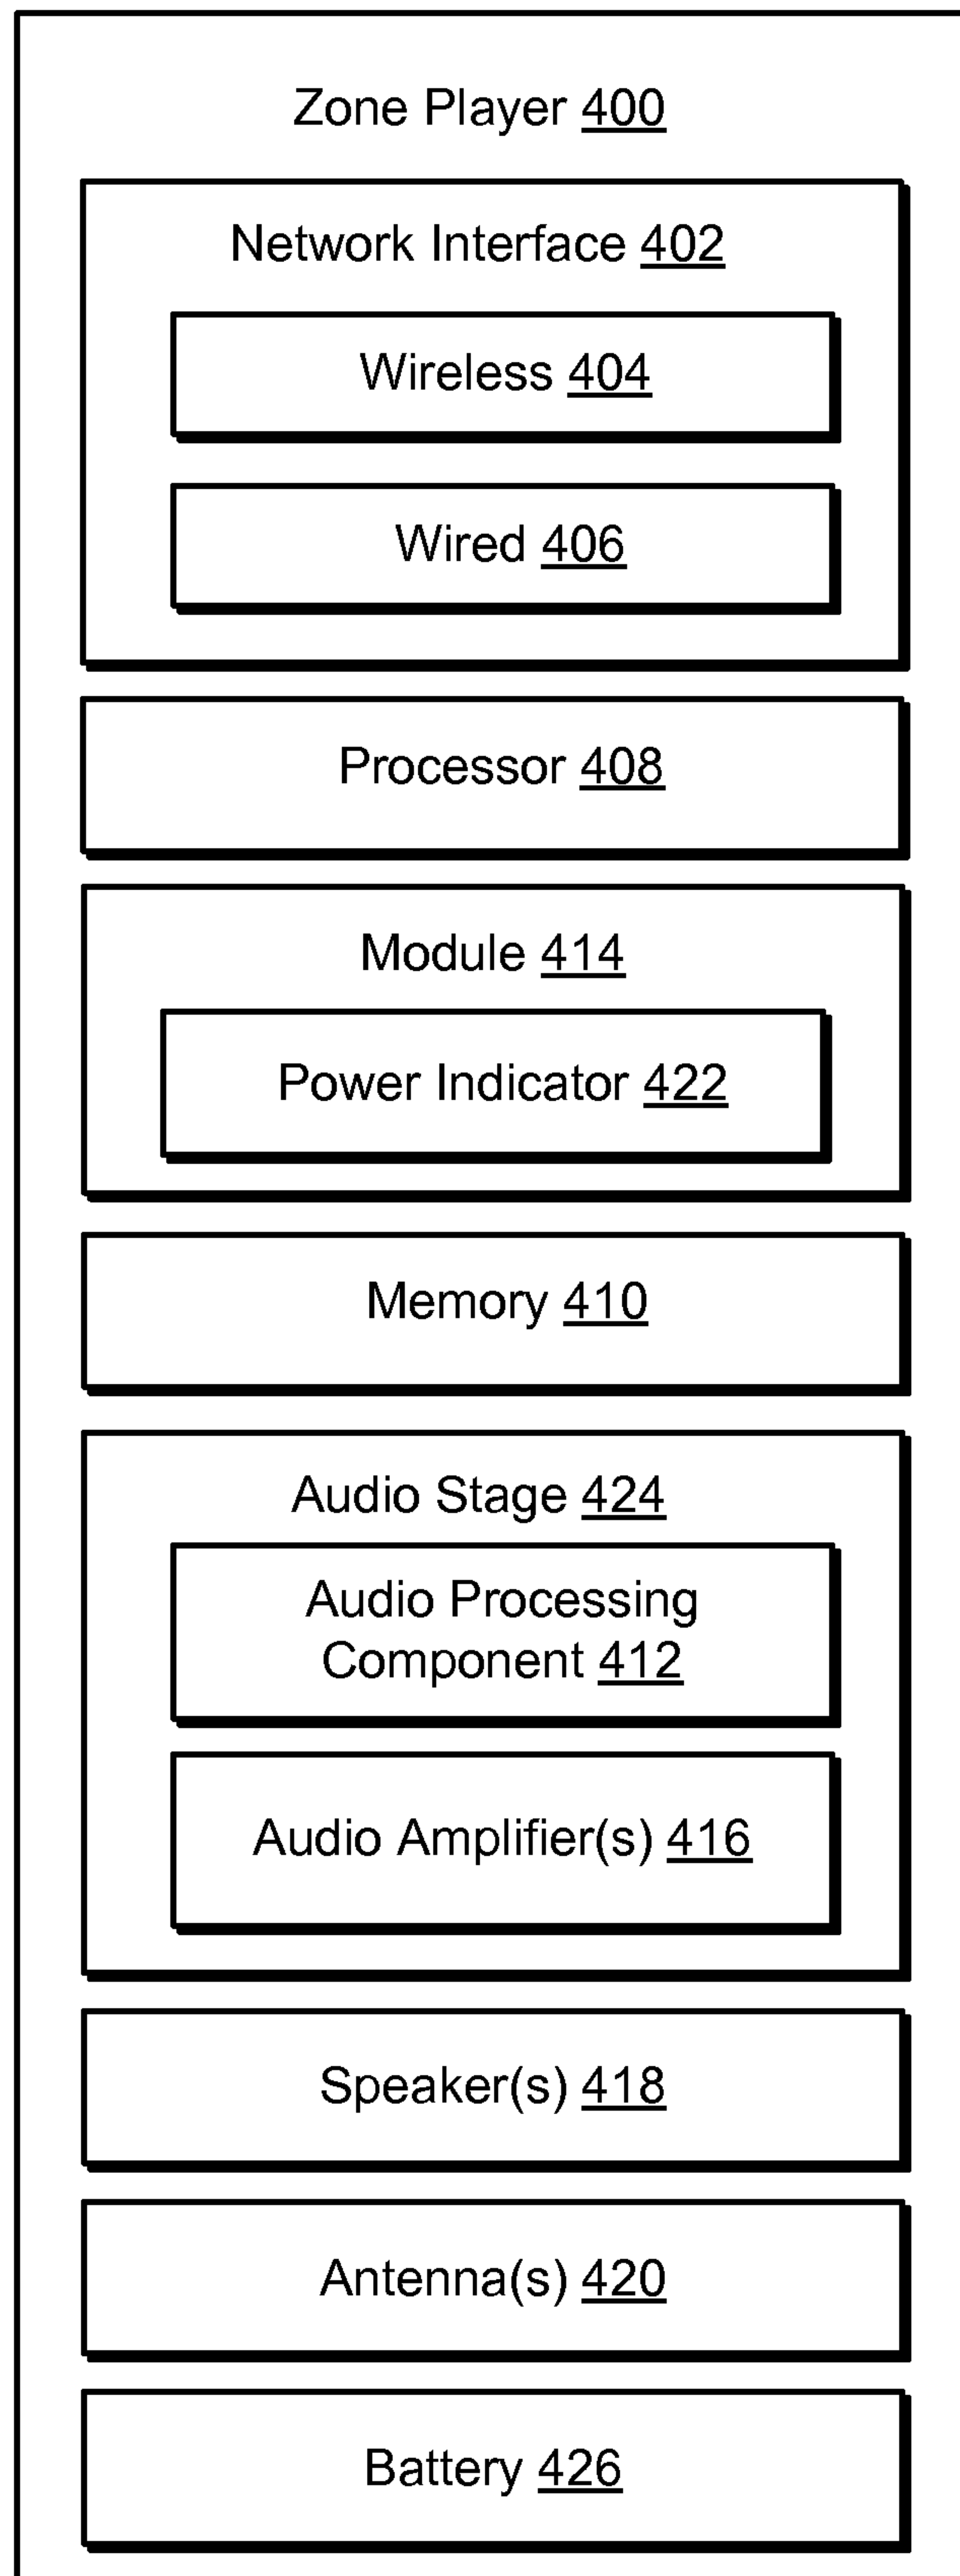 Zone Player 400
Network Interface 402
Wireless 404
Wired 406
Processor 408
Module 414
Power Indicator 422
Memory 410
Audio Stage 424
Audio Processing
Component 412
Audio Amplifier(s) 416
Speaker(s) 418
Antenna(s) 420
Battery 426